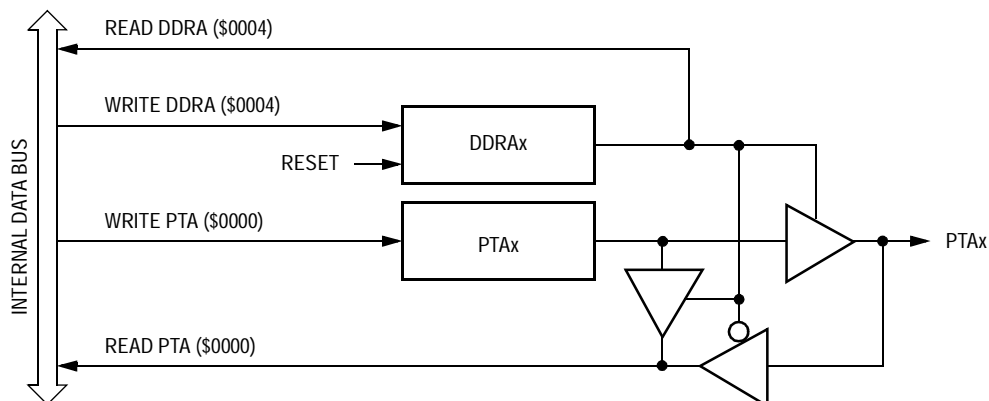 READ DDRA ($0004)
WRITE DDRA ($0004)
DDRAx
RESET
WRITE PTA ($0000)
PTAx
PTAx
READ PTA ($0000)
INTERNAL DATA BUS